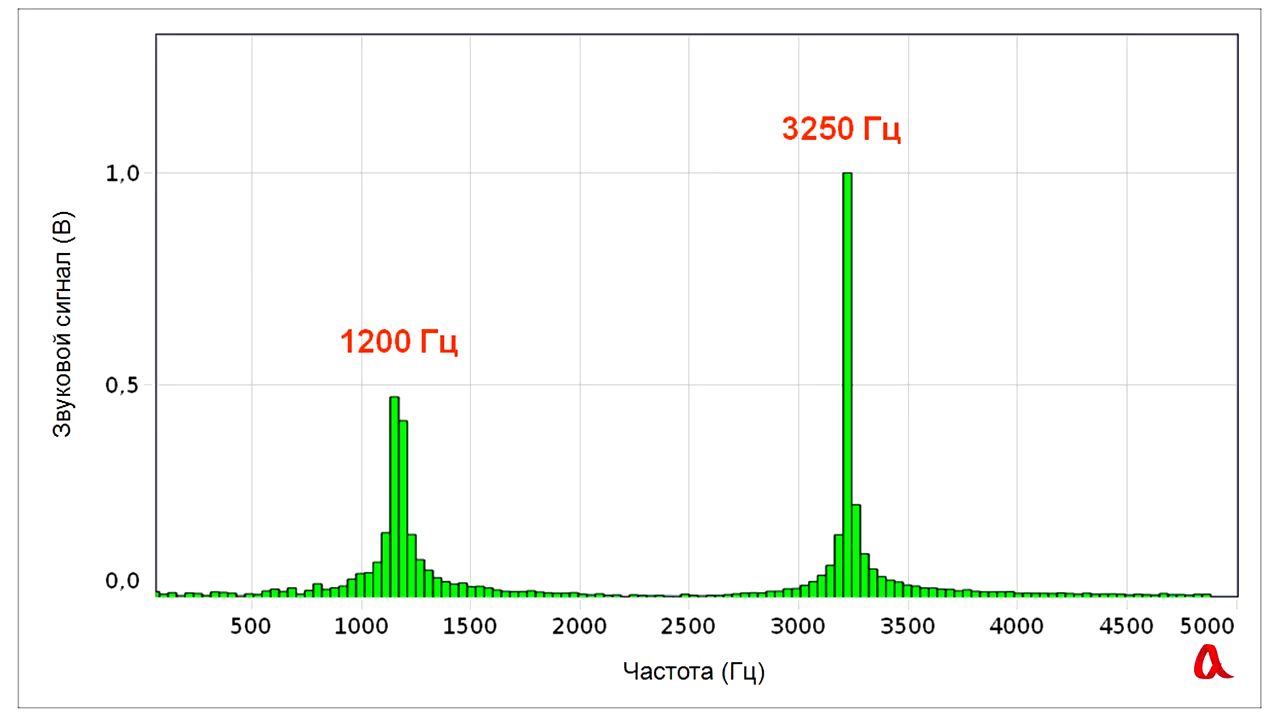 3250 Гц
1,0
1200 Гц
0,5
0,0
Звуковой сигнал (В)
500 1000 1500 2000 2500 3000 3500 4000 4500 5000
Частота (Гц)
a